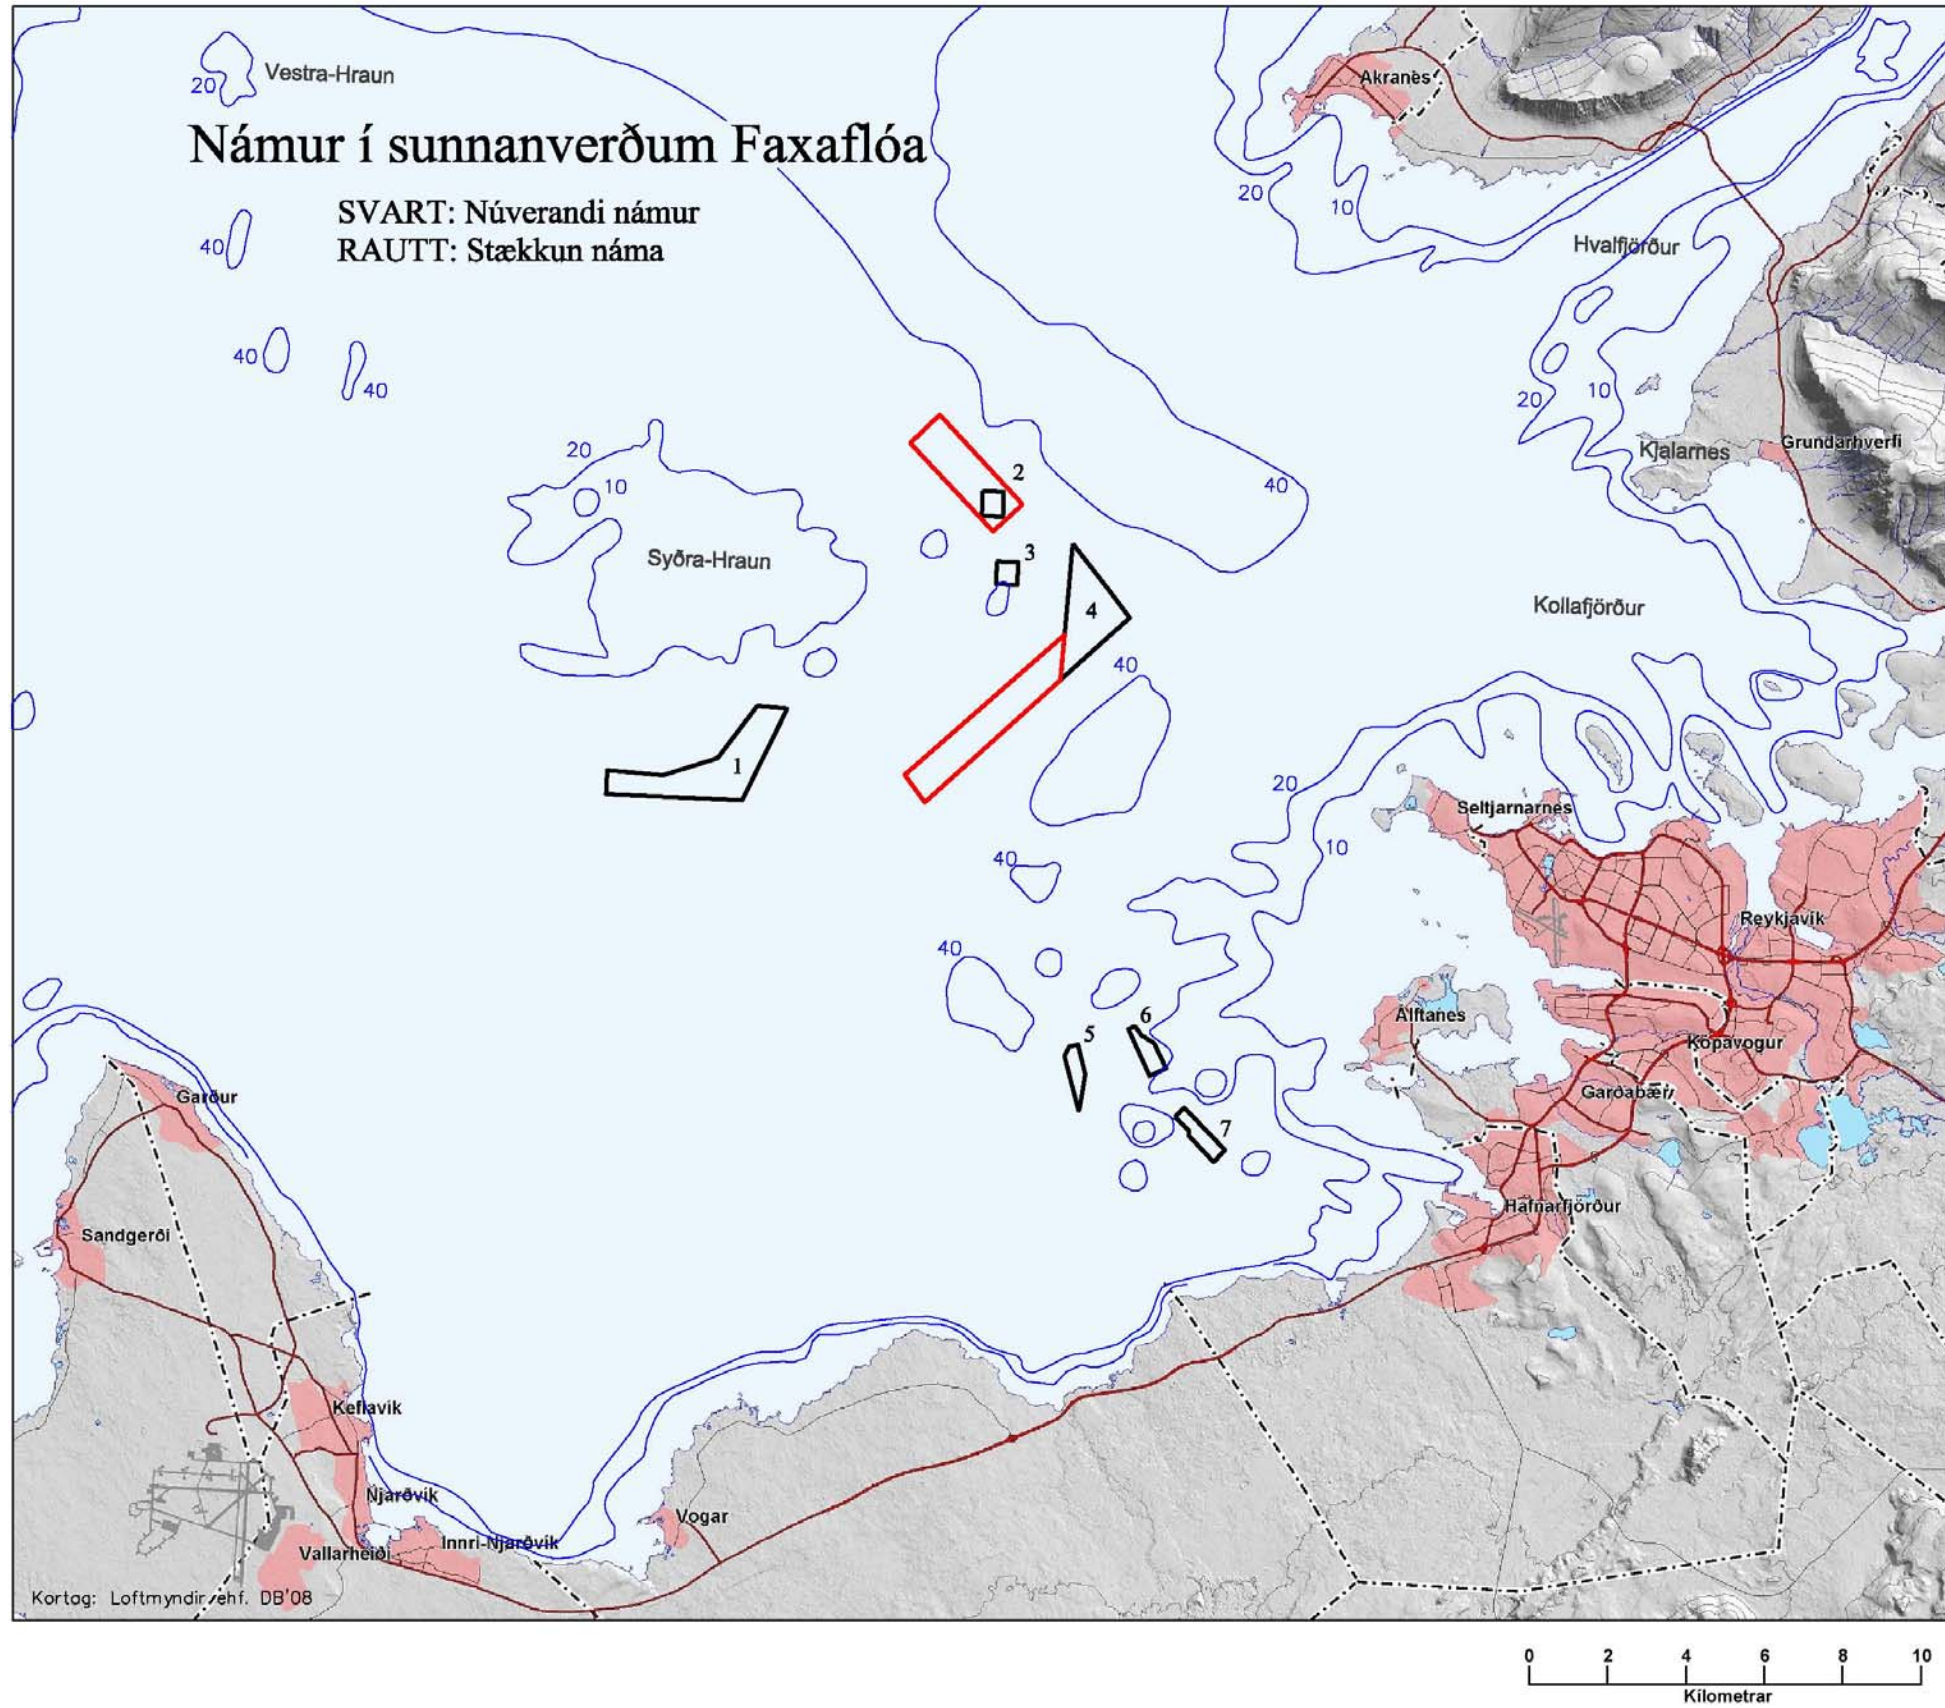 Akranes
20
Vestra-Hraun
Námur í sunnanverðum Faxaflóa
20
10
SVART: Núverandi námur
RAUTT: Stækkun náma
40
Hvalfjörður
40
40
20
10
Kjalarnes
Grundarhverfi
20
10
2
40
3
Syðra-Hraun
4
Kollafjörður
40
1
20
Seltjarnarnes
10
40
Reykjavík
40
Álftanes
6
5
Kópavogur
Garður
Garðabær
7
Sandgerði
Hafnarfjörður
Keflavík
Njarðvík
Vogar
Innri-Njarðvík
Vallarheiði
Kortag: Loftmyndir ehf. DB'08
0 2 4 6 8 10
Kílometrar